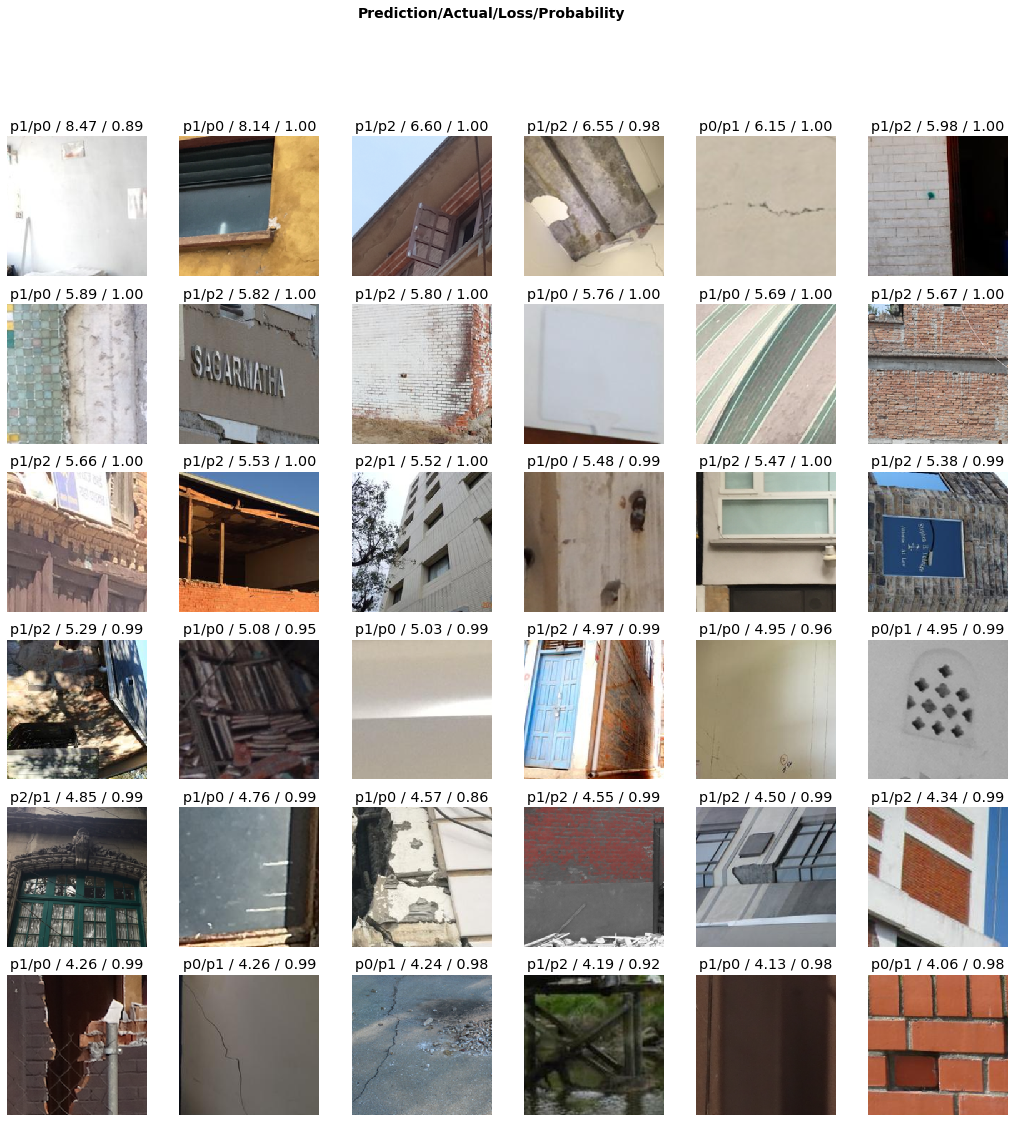 Prediction/Actual/Loss/Probability
p1/p0 / 8.47 / 0.89
p1/p0 / 8.14 / 1.00
p1/p2 / 6.60 / 1.00
p1/p2 / 6.55 / 0.98
p0/p1 / 6.15 / 1.00
p1/p2 / 5.98 / 1.00
p1/p0 / 5.89 / 1.00
p1/p2 / 5.82 / 1.00
p1/p2 / 5.80 / 1.00
p1/p0 / 5.76 / 1.00
p1/p0 / 5.69 / 1.00
p1/p2 / 5.67 / 1.00
SAGARMATHA
p1/p2 / 5.66 / 1.00
p1/p2 / 5.53 / 1.00
p2/p1 / 5.52 / 1.00
p1/p0 / 5.48 / 0.99
p1/p2 / 5.47 / 1.00
p1/p2 / 5.38 / 0.99
p1/p2 / 5.29 / 0.99
p1/p0 / 5.08 / 0.95
p1/p0 / 5.03 / 0.99
p1/p2 / 4.97 / 0.99
p1/p0 / 4.95 / 0.96
p0/p1 / 4.95 / 0.99
p2/p1 / 4.85 / 0.99
p1/p0 / 4.76 / 0.99
p1/p0 / 4.57 / 0.86
p1/p2 / 4.55 / 0.99
p1/p2 / 4.50 / 0.99
p1/p2 / 4.34 / 0.99
p1/p0 / 4.26 / 0.99
p0/p1 / 4.26 / 0.99
p0/p1 / 4.24 / 0.98
p1/p2 / 4.19 / 0.92
p1/p0 / 4.13 / 0.98
p0/p1 / 4.06 / 0.98